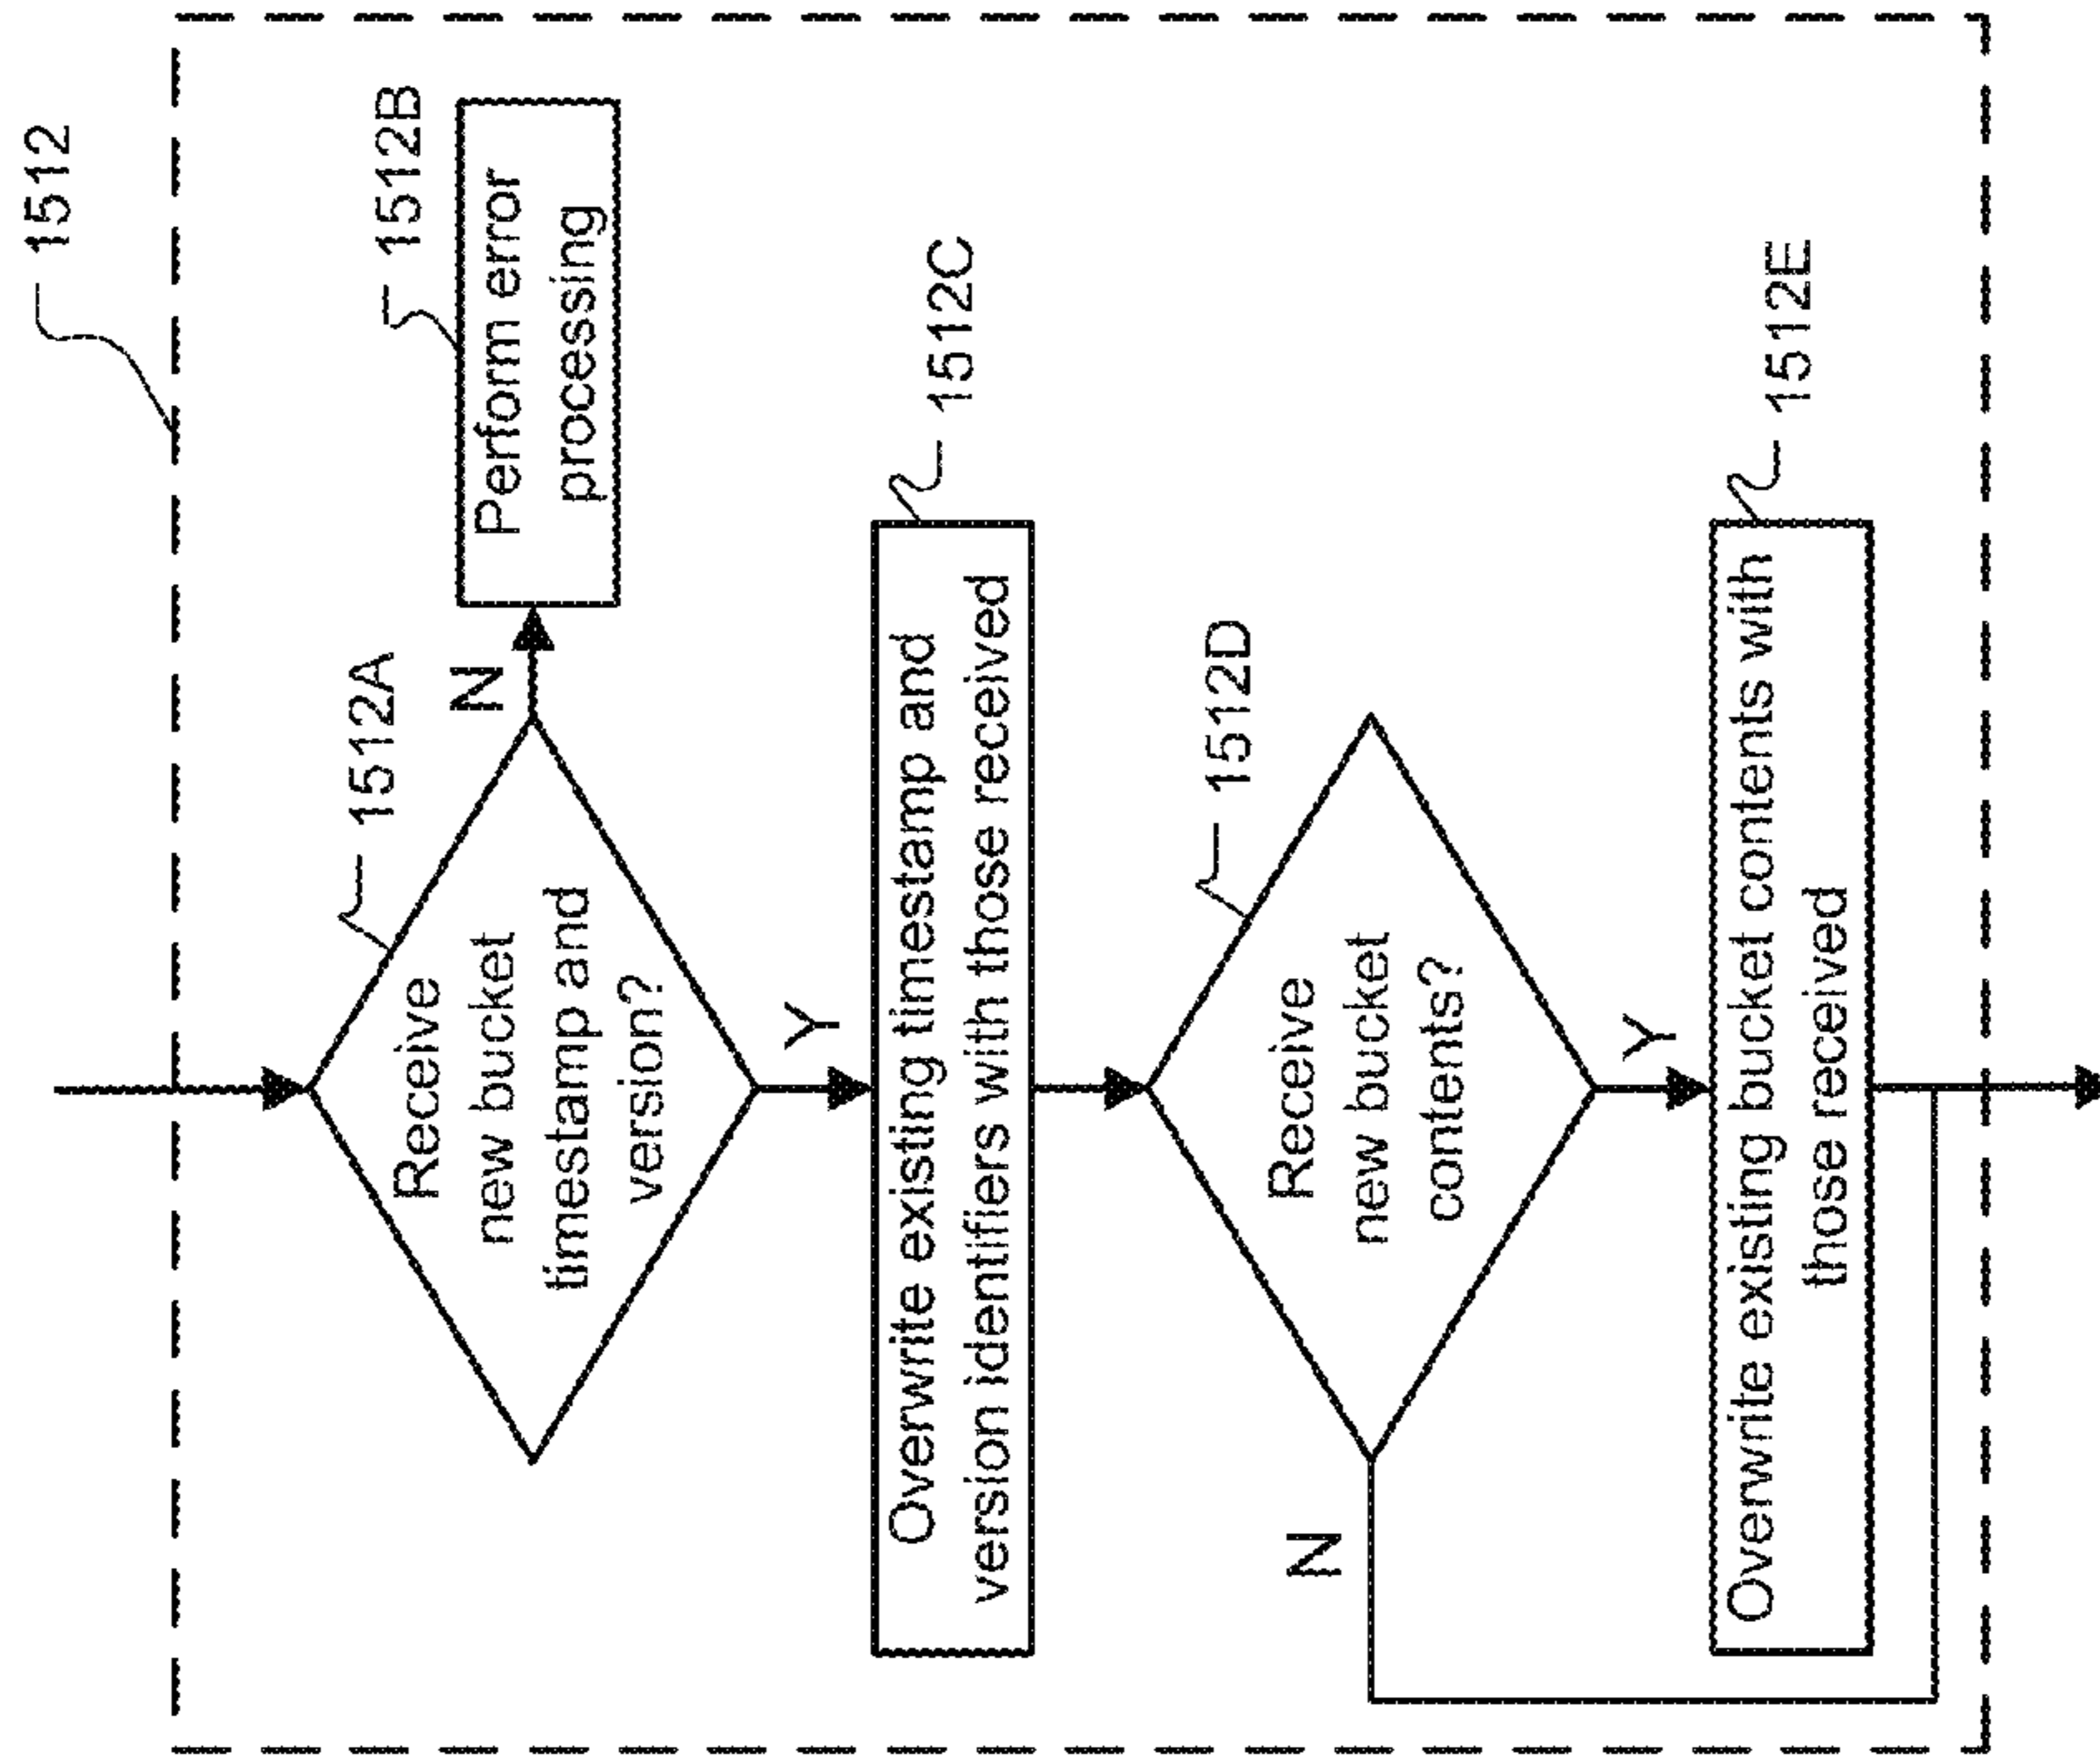 1512
1512A
Receive
new bucket
timestamp and
version?
N
1512B
Perform error
processing
Y
1512C
Overwrite existing timestamp and
version identifiers with those received
1512D
Receive
new bucket
contents?
N
Y
1512E
Overwrite existing bucket contents with
those received